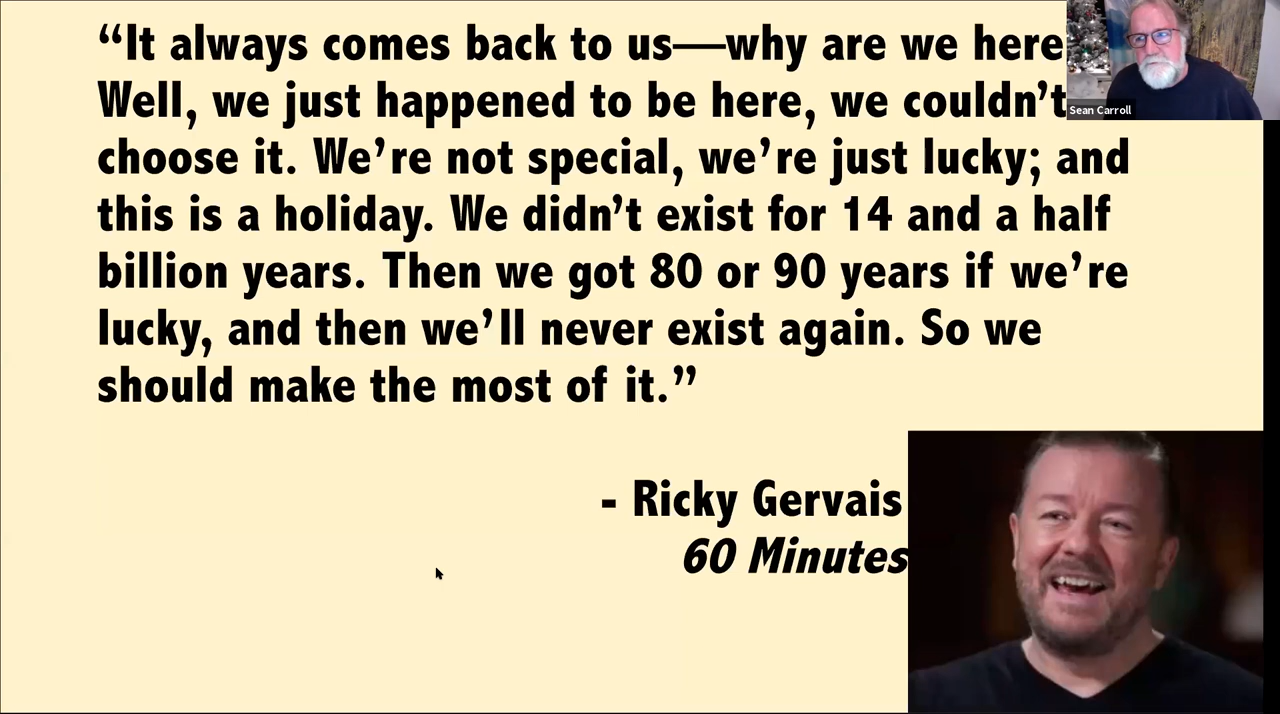 “It always comes back to us—why are we here
Well, we just happened to be here, we couldn’t
choose it. We’re not special, we’re just lucky; and
this is a holiday. We didn’t exist for 14 and a half
billion years. Then we got 80 or 90 years if we’re
lucky, and then we’ll never exist again. So we
should make the most of it.”
- Ricky Gervais
60 Minutes
Sean Carroll